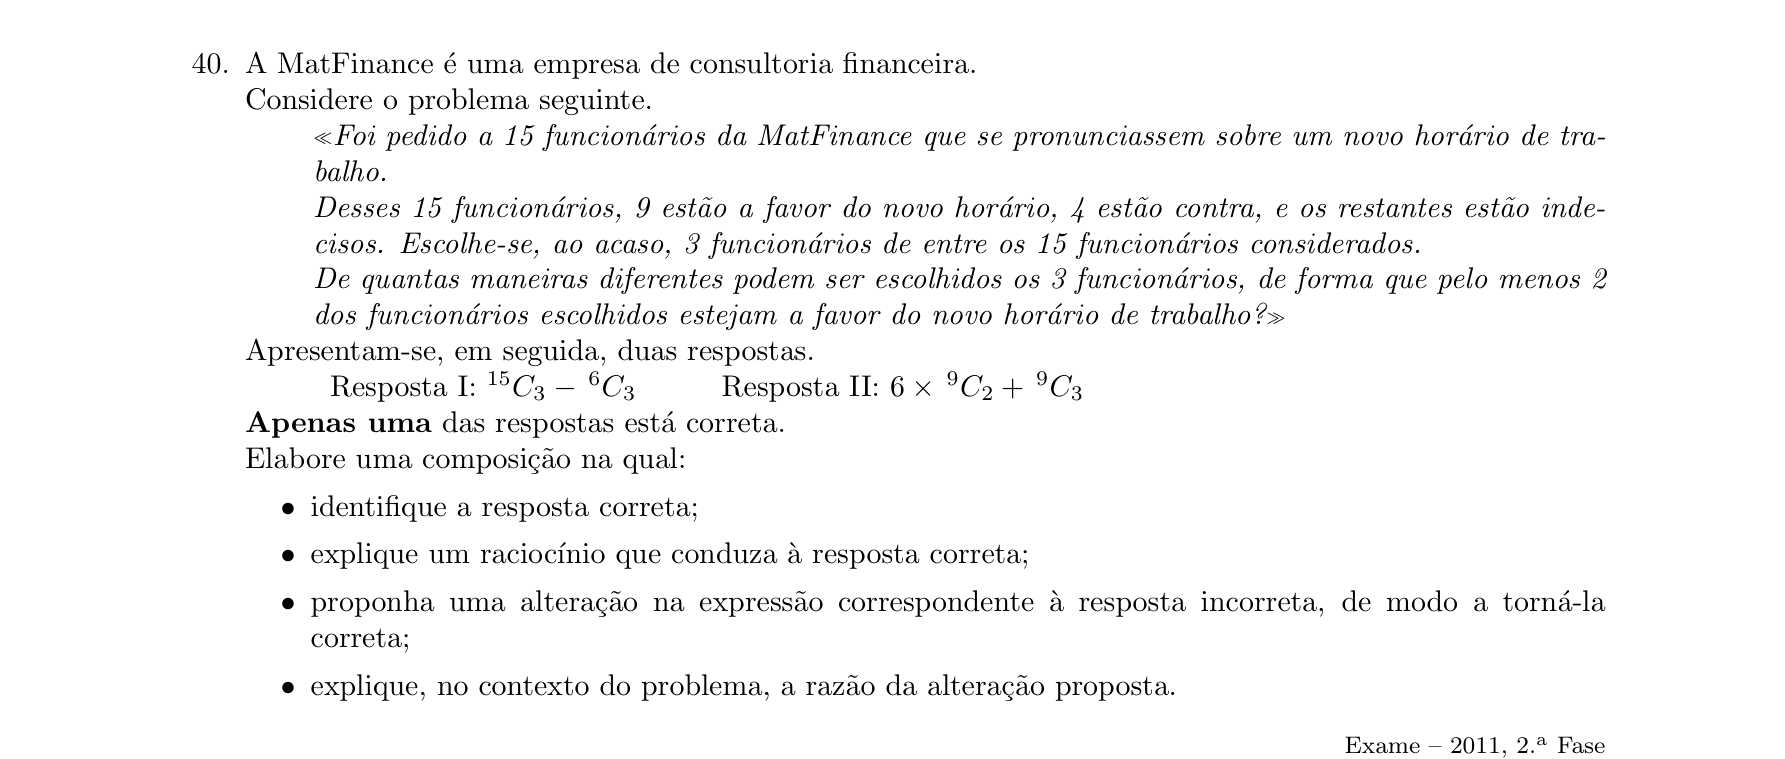 40. A MatFinance é uma empresa de consultoria financeira.
Considere o problema seguinte.
≪Foi pedido a 15 funcionários da MatFinance que se pronunciassem sobre um novo horário de tra-
balho.
Desses 15 funcionários, 9 estão a favor do novo horário, 4 estão contra, e os restantes estão inde-
cisos. Escolhe-se, ao acaso, 3 funcionários de entre os 15 funcionários considerados.
De quantas maneiras diferentes podem ser escolhidos os 3 funcionários, de forma que pelo menos 2
dos funcionários escolhidos estejam a favor do novo horário de trabalho?≫
Apresentam-se, em seguida, duas respostas.
Resposta I: $^{15}C_3 - {}^{6}C_3$ Resposta II: $6 \times {}^{9}C_2 + {}^{9}C_3$
Apenas uma das respostas está correta.
Elabore uma composição na qual:
• identifique a resposta correta;
• explique um raciocínio que conduza à resposta correta;
• proponha uma alteração na expressão correspondente à resposta incorreta, de modo a torná-la
correta;
• explique, no contexto do problema, a razão da alteração proposta.
Exame – 2011, 2.ª Fase